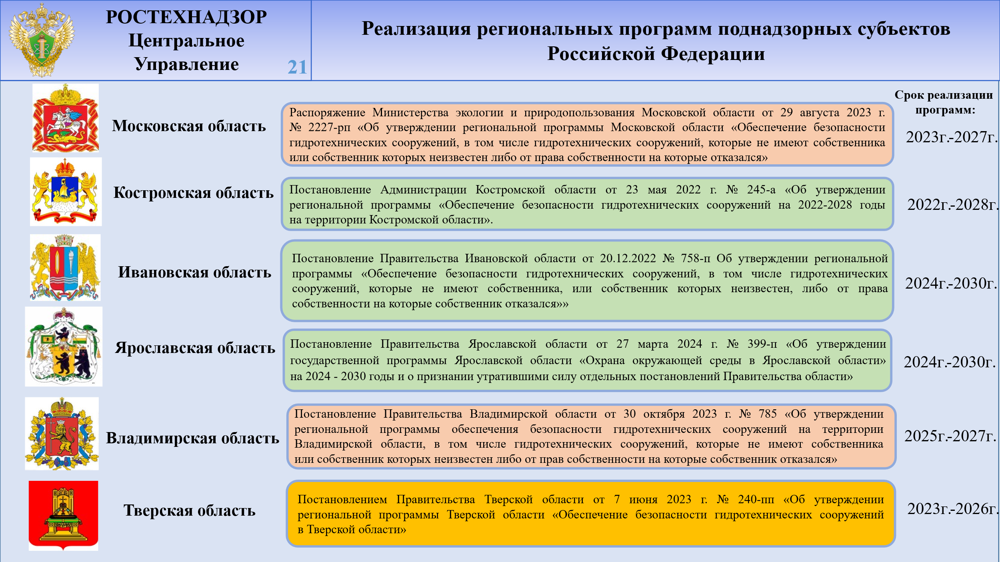 РОСТЕХНАДЗОР
Центральное
Управление
21
Реализация региональных программ поднадзорных субъектов
Российской Федерации
Срок реализации
программ:
Московская область
Распоряжение Министерства экологии и природопользования Московской области от 29 августа 2023 г.
№ 2227-рп «Об утверждении региональной программы Московской области «Обеспечение безопасности
гидротехнических сооружений, в том числе гидротехнических сооружений, которые не имеют собственника
или собственник которых неизвестен либо от права собственности на которые отказался»
2023г.-2027г.
Костромская область
Постановление Администрации Костромской области от 23 мая 2022 г. № 245-а «Об утверждении
региональной программы «Обеспечение безопасности гидротехнических сооружений на 2022-2028 годы
на территории Костромской области».
2022г.-2028г.
Ивановская область
Постановление Правительства Ивановской области от 20.12.2022 № 758-п Об утверждении региональной
программы «Обеспечение безопасности гидротехнических сооружений, в том числе гидротехнических
сооружений, которые не имеют собственника, или собственник которых неизвестен, либо от права
собственности на которые собственник отказался»»
2024г.-2030г.
Ярославская область
Постановление Правительства Ярославской области от 27 марта 2024 г. № 399-п «Об утверждении
государственной программы Ярославской области «Охрана окружающей среды в Ярославской области»
на 2024 - 2030 годы и о признании утратившими силу отдельных постановлений Правительства области»
2024г.-2030г.
Владимирская область
Постановление Правительства Владимирской области от 30 октября 2023 г. № 785 «Об утверждении
региональной программы обеспечения безопасности гидротехнических сооружений на территории
Владимирской области, в том числе гидротехнических сооружений, которые не имеют собственника
или собственник которых неизвестен либо от прав собственности на которые собственник отказался»
2025г.-2027г.
Тверская область
Постановлением Правительства Тверской области от 7 июня 2023 г. № 240-пп «Об утверждении
региональной программы Тверской области «Обеспечение безопасности гидротехнических сооружений
в Тверской области»
2023г.-2026г.